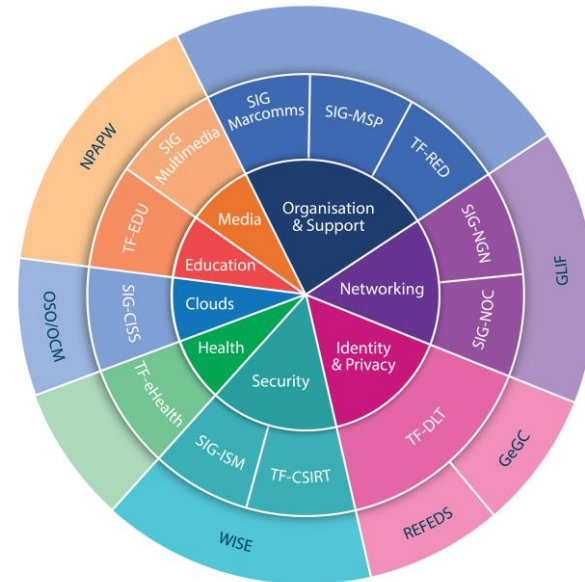 SIG
Marcomms
SIG-MSP
TF-RED
SIG
Multimedia
NPAPW
TF-EDU
Media
Organisation
& Support
SIG-NGN
GLIF
Education
Networking
Clouds
SIG-CISS
OSO/OCM
SIG-NOC
Health
Identity
& Privacy
Security
TF-eHealth
TF-DLT
GeGC
SIG-ISM
TF-CSIRT
REFEDS
WISE